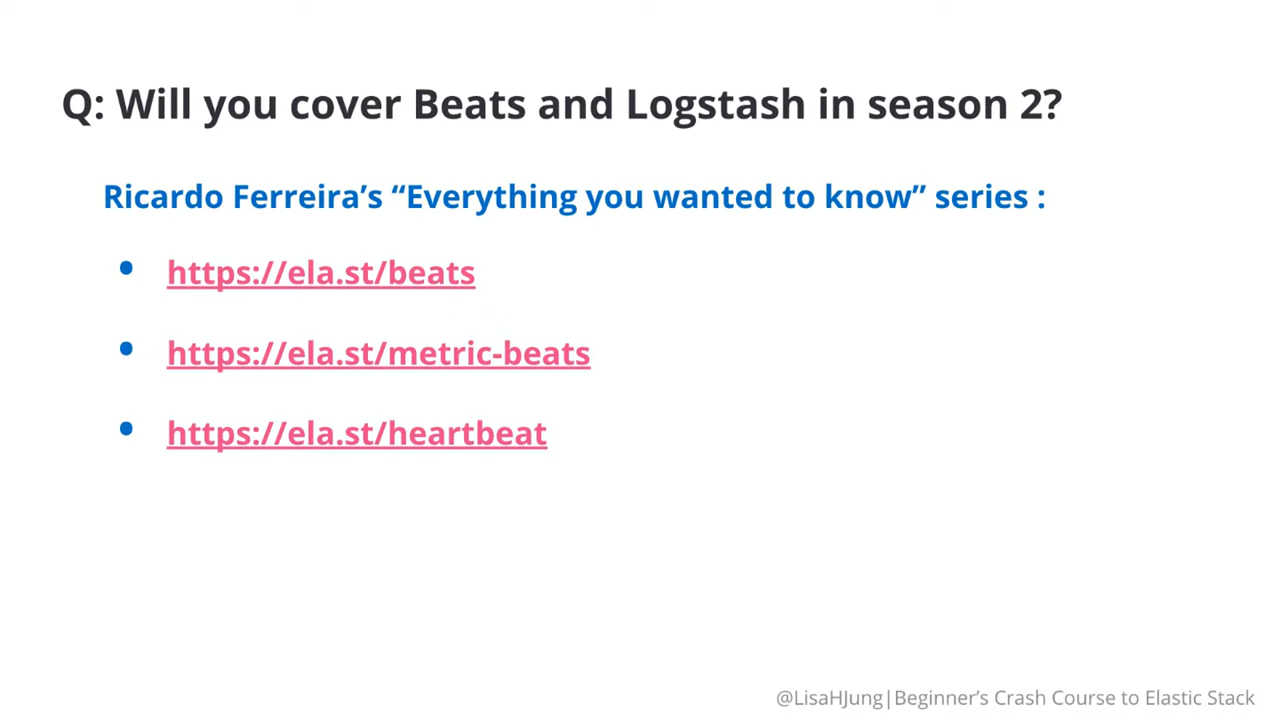 Q: Will you cover Beats and Logstash in season 2?
Ricardo Ferreira’s “Everything you wanted to know” series :
• https://ela.st/beats
• https://ela.st/metric-beats
• https://ela.st/heartbeat
@LisaHJung|Beginner’s Crash Course to Elastic Stack